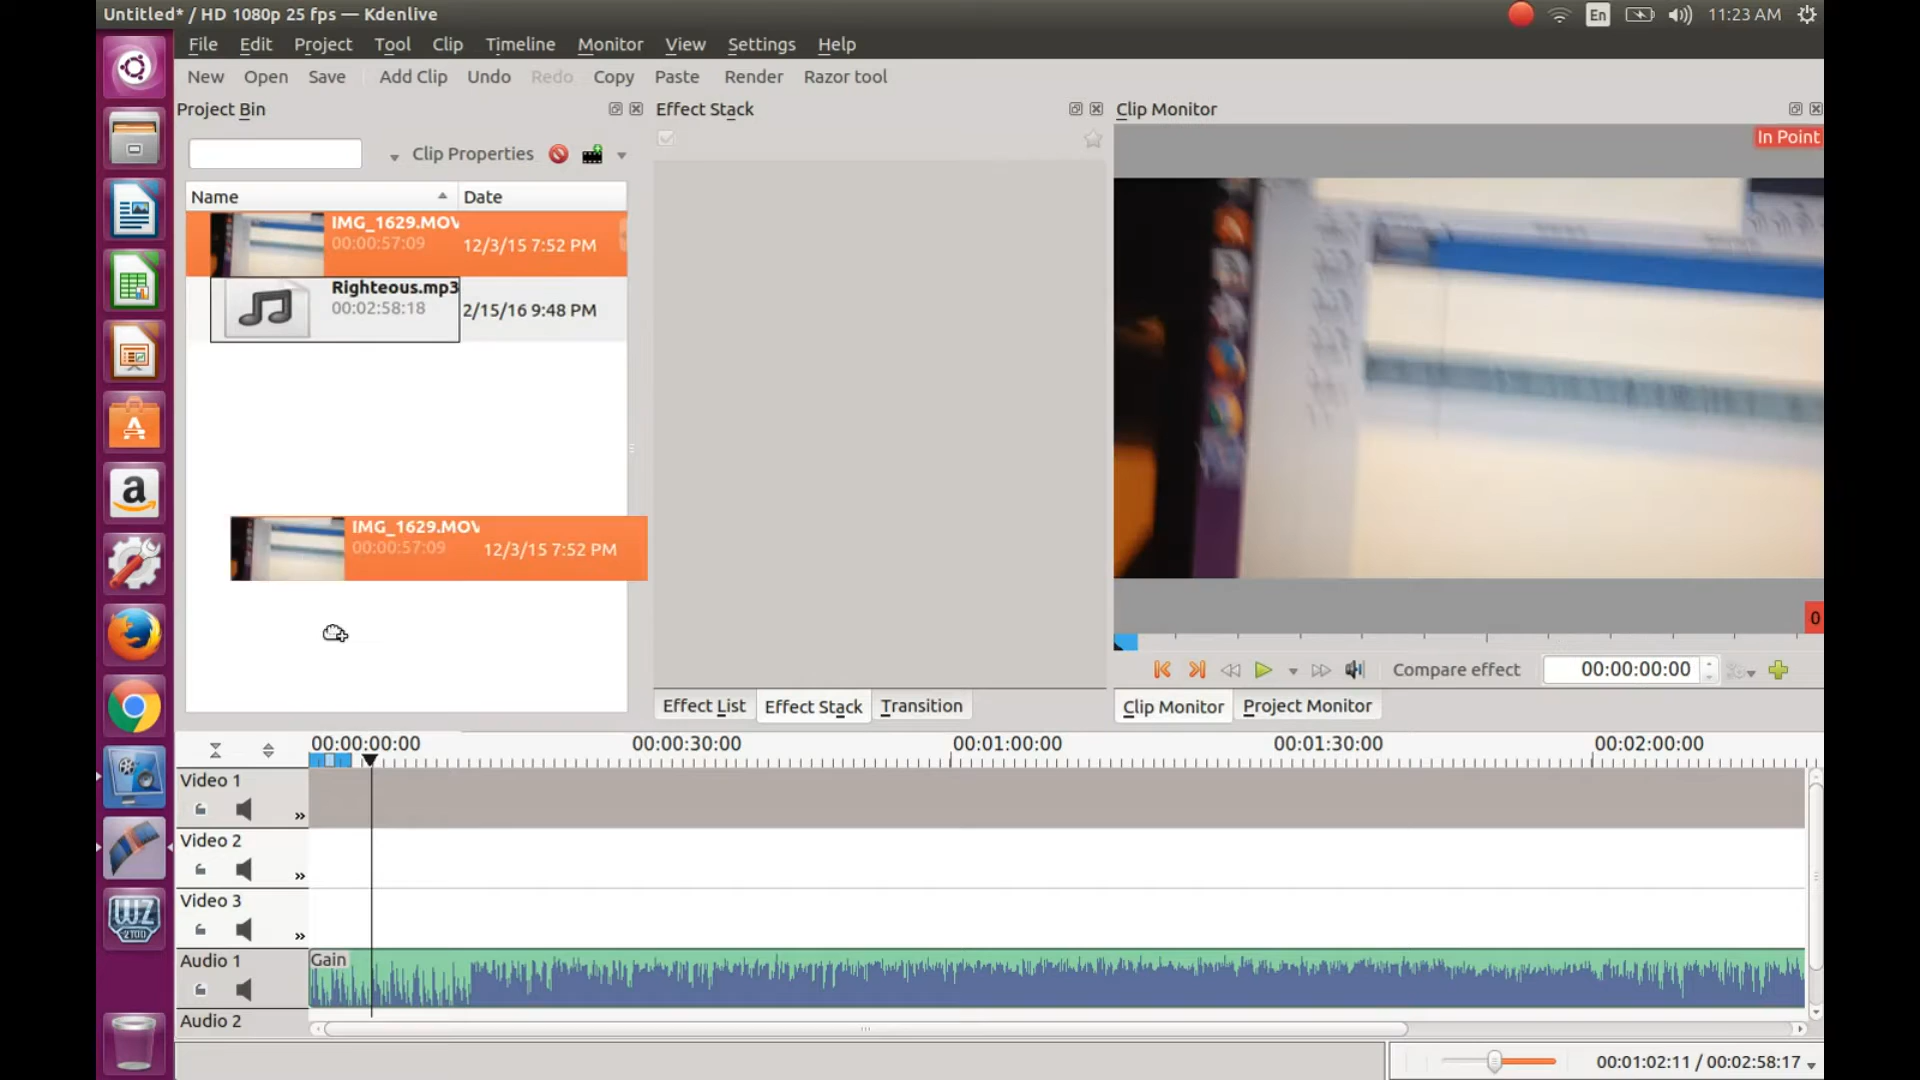 Untitled* / HD 1080p 25 fps — Kdenlive
En
11:23 AM
File Edit Project Tool Clip Timeline Monitor View Settings Help
New Open Save Add Clip Undo Redo Copy Paste Render Razor tool
Project Bin
Effect Stack
Clip Monitor
In Point
Clip Properties
Name
Date
IMG_1629.MOV
00:00:57:09
12/3/15 7:52 PM
Righteous.mp3
00:02:58:18
2/15/16 9:48 PM
IMG_1629.MOV
00:00:57:09
12/3/15 7:52 PM
0
Compare effect
00:00:00:00
Effect List
Effect Stack
Transition
Clip Monitor
Project Monitor
00:00:00:00 00:00:30:00 00:01:00:00 00:01:30:00 00:02:00:00
Video 1
Video 2
Video 3
Audio 1
Gain
Audio 2
00:01:02:11 / 00:02:58:17
a
WZ
2100